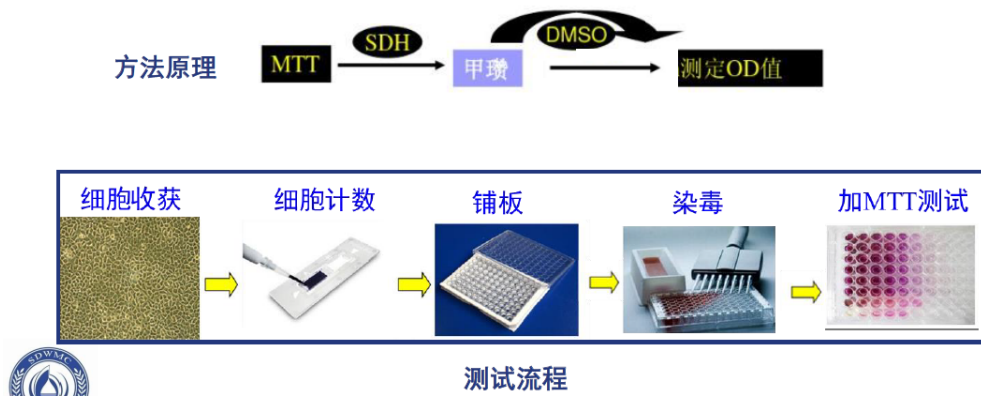 方法原理
MTT
SDH
甲瓒
DMSO
测定OD值
细胞收获
细胞计数
铺板
染毒
加MTT测试
SDWMC
测试流程